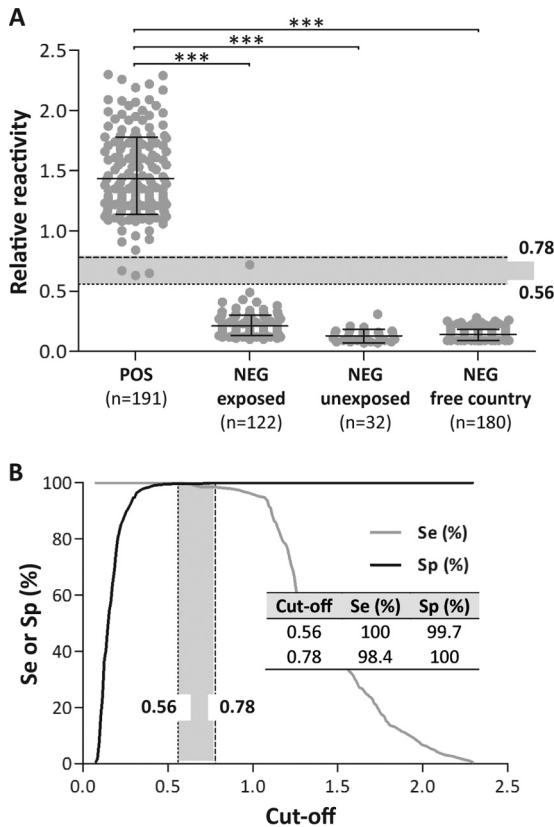 A
***
***
***
Relative reactivity
2.5
2.0
1.5
1.0
0.5
0.0
0.78
0.56
POS
(n=191)
NEG
exposed
(n=122)
NEG
unexposed
(n=32)
NEG
free country
(n=180)
B
Se or Sp (%)
100
80
60
40
20
0
Se (%)
Sp (%)
Cut-off Se (%) Sp (%)
0.56 100 99.7
0.78 98.4 100
0.56 0.78
0.0 0.5 1.0 1.5 2.0 2.5
Cut-off